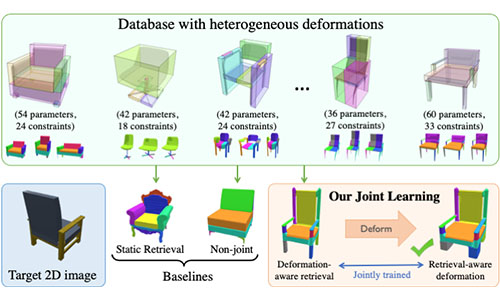 Database with heterogeneous deformations
(54 parameters,
24 constraints)
(42 parameters,
18 constraints)
(42 parameters,
24 constraints)
...
(36 parameters,
27 constraints)
(60 parameters,
33 constraints)
Target 2D image
Static Retrieval
Non-joint
Baselines
Our Joint Learning
Deform
Deformation-
aware retrieval
Jointly trained
Retrieval-aware
deformation